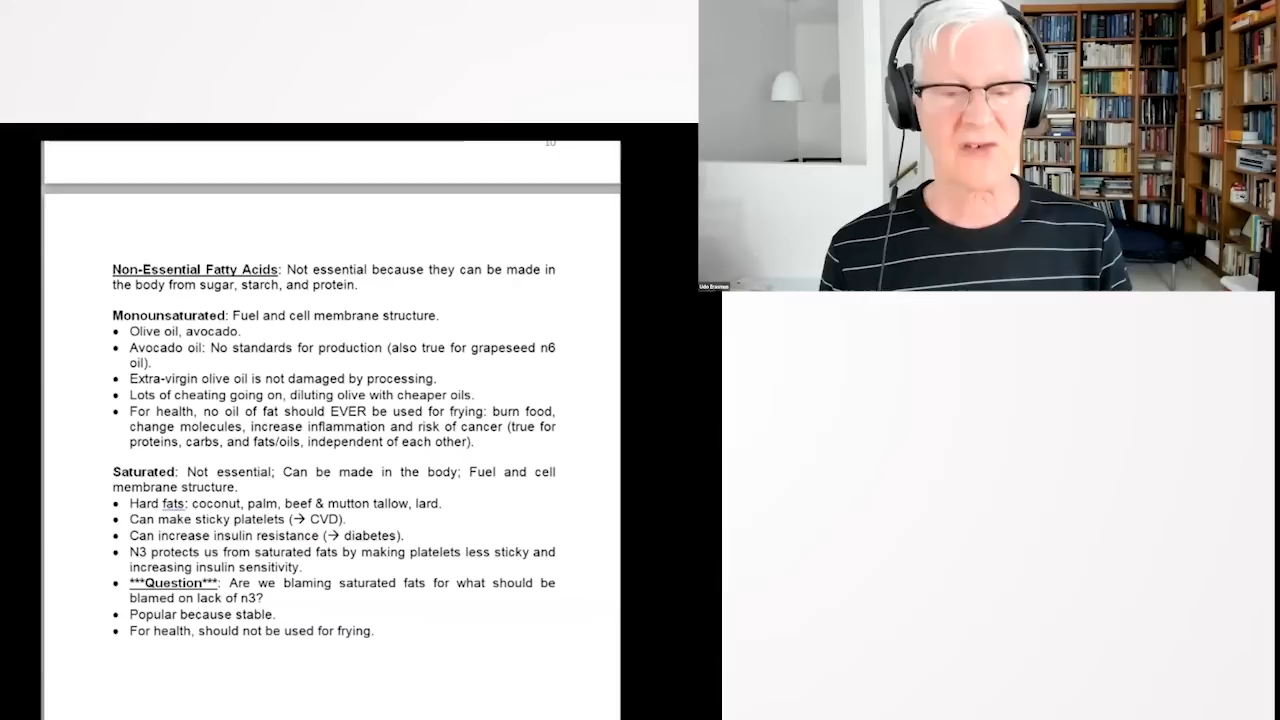 10
Non-Essential Fatty Acids: Not essential because they can be made in
the body from sugar, starch, and protein.
Monounsaturated: Fuel and cell membrane structure.
• Olive oil, avocado.
• Avocado oil: No standards for production (also true for grapeseed n6
oil).
• Extra-virgin olive oil is not damaged by processing.
• Lots of cheating going on, diluting olive with cheaper oils.
• For health, no oil of fat should EVER be used for frying: burn food,
change molecules, increase inflammation and risk of cancer (true for
proteins, carbs, and fats/oils, independent of each other).
Saturated: Not essential; Can be made in the body; Fuel and cell
membrane structure.
• Hard fats: coconut, palm, beef & mutton tallow, lard.
• Can make sticky platelets (→ CVD).
• Can increase insulin resistance (→ diabetes).
• N3 protects us from saturated fats by making platelets less sticky and
increasing insulin sensitivity.
• ***Question***: Are we blaming saturated fats for what should be
blamed on lack of n3?
• Popular because stable.
• For health, should not be used for frying.
Udo Erasmus